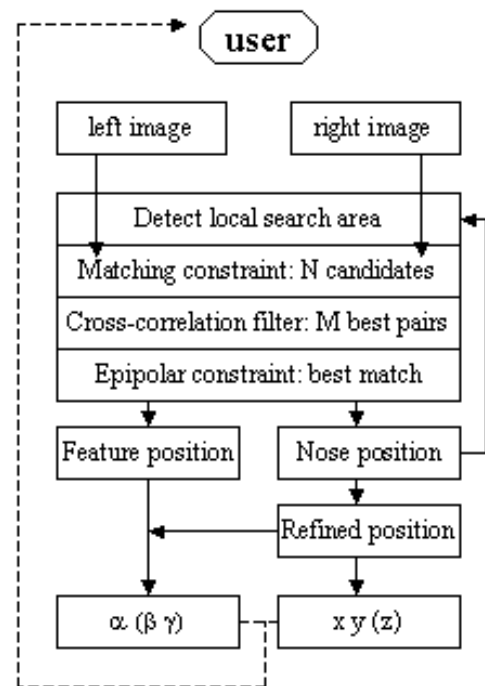 user
left image
right image
Detect local search area
Matching constraint: N candidates
Cross-correlation filter: M best pairs
Epipolar constraint: best match
Feature position
Nose position
Refined position
α (β γ)
x y (z)